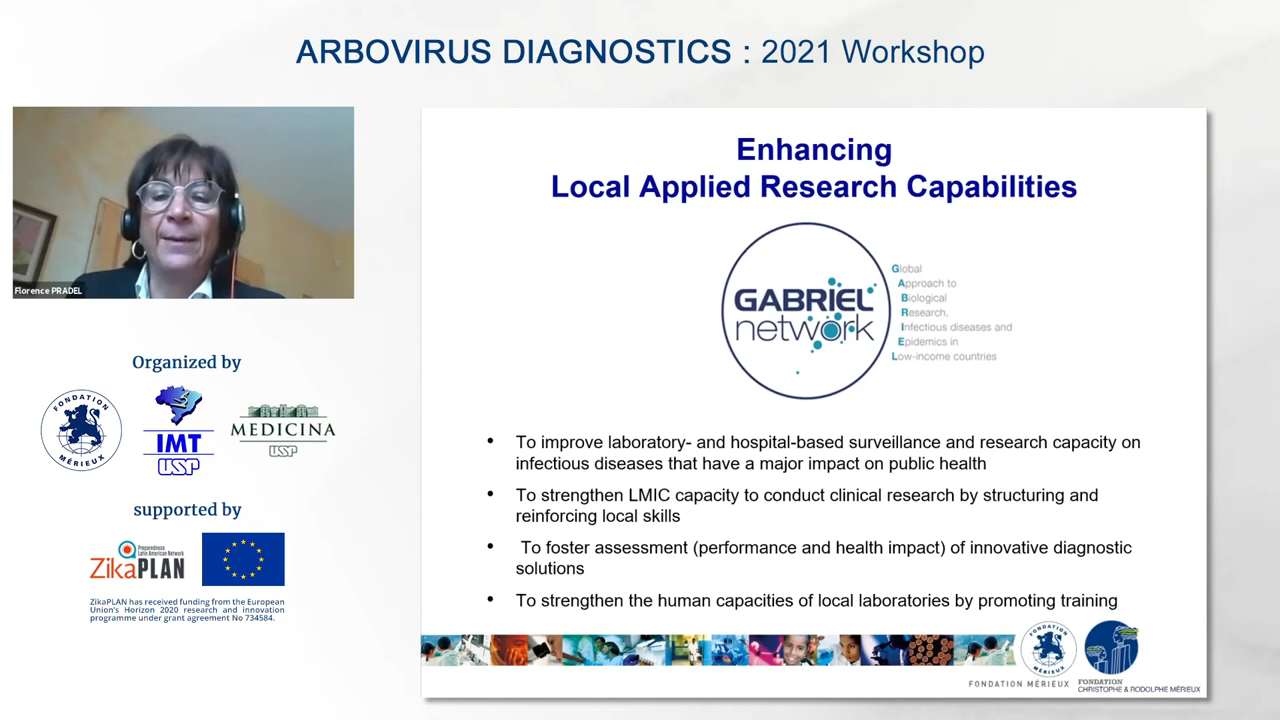 ARBOVIRUS DIAGNOSTICS : 2021 Workshop
Florence PRADEL
Organized by
FONDATION
MÉRIEUX
IMT
USP
MEDICINA
USP
supported by
Preparedness
Latin American Network
ZikaPLAN
ZikaPLAN has received funding from the European
Union's Horizon 2020 research and innovation
programme under grant agreement No 734584.
Enhancing
Local Applied Research Capabilities
GABRIEL
network
Global
Approach to
Biological
Research,
Infectious diseases and
Epidemics in
Low-income countries
• To improve laboratory- and hospital-based surveillance and research capacity on
infectious diseases that have a major impact on public health
• To strengthen LMIC capacity to conduct clinical research by structuring and
reinforcing local skills
• To foster assessment (performance and health impact) of innovative diagnostic
solutions
• To strengthen the human capacities of local laboratories by promoting training
FONDATION
MÉRIEUX
FONDATION MÉRIEUX
FONDATION
CHRISTOPHE & RODOLPHE MÉRIEUX